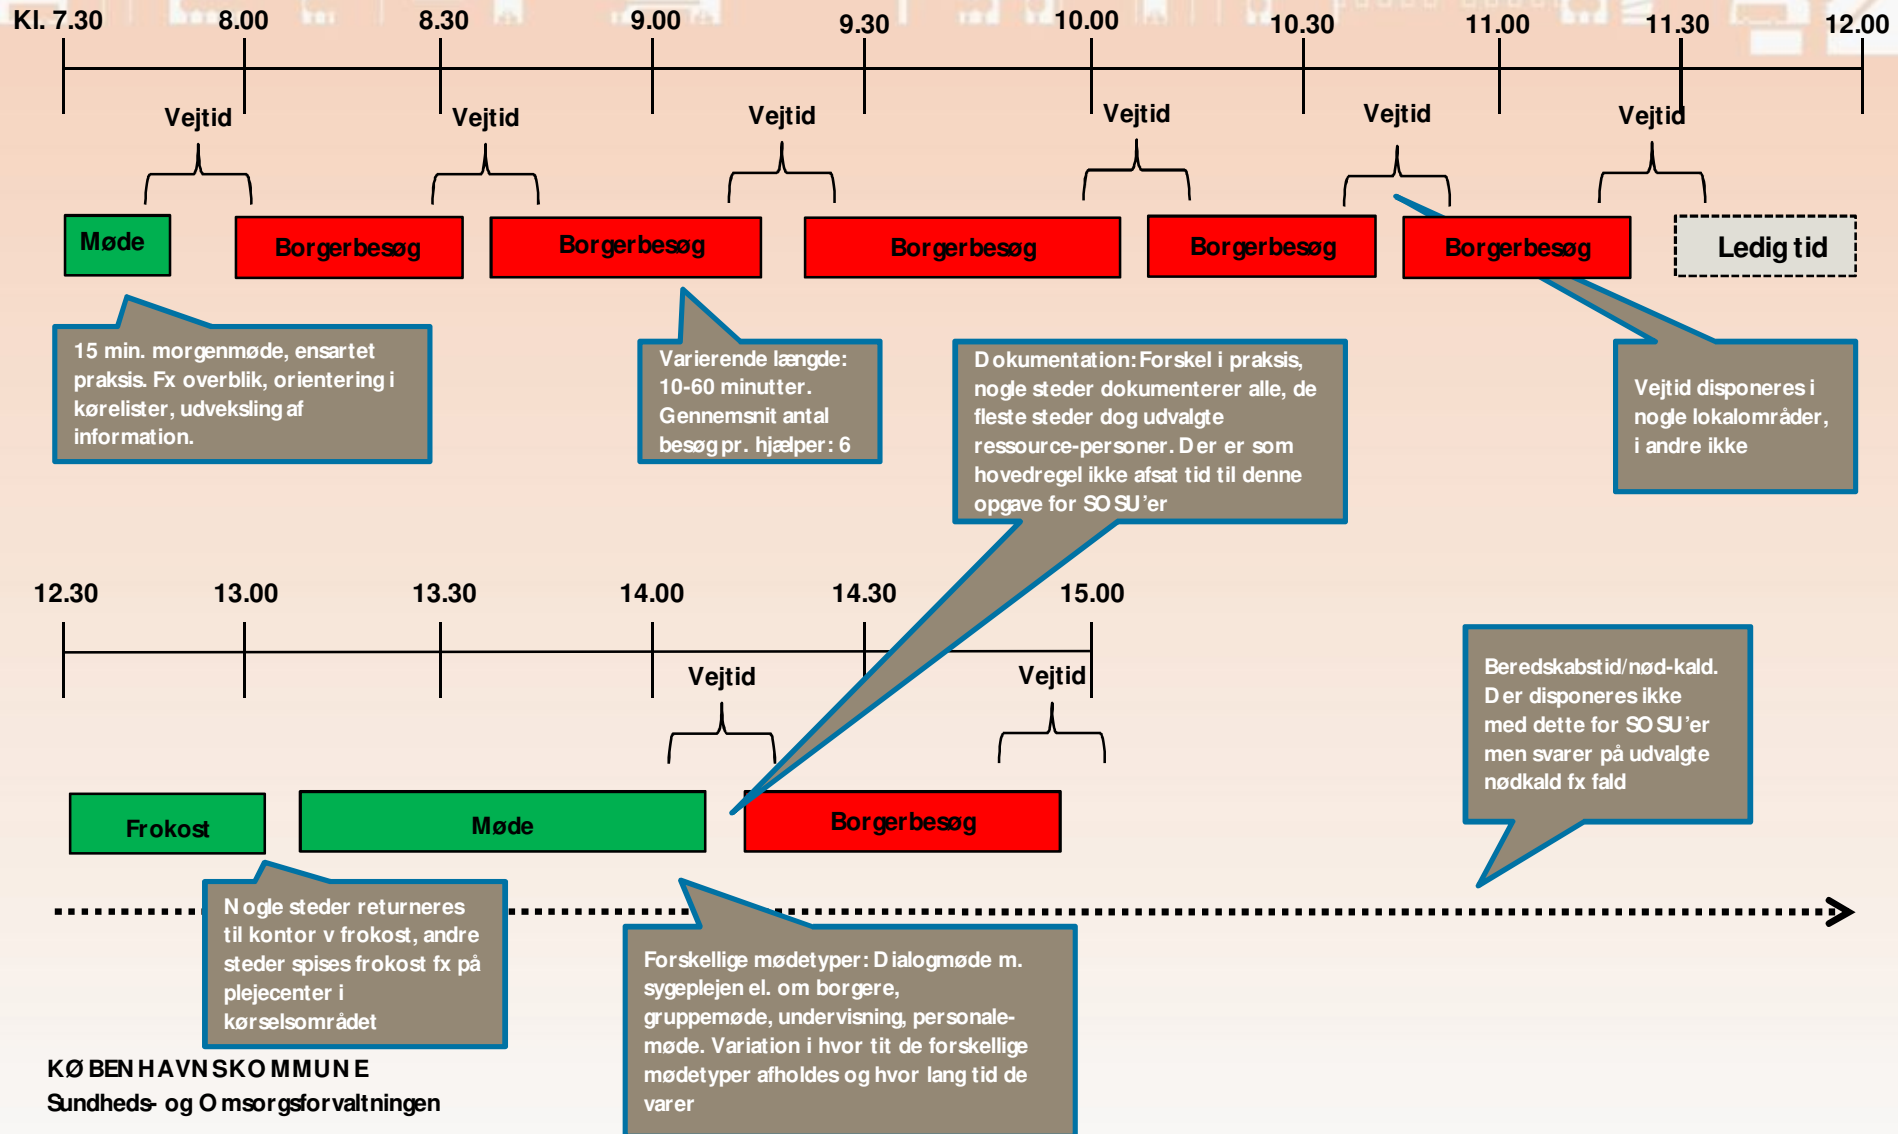 Kl. 7.30 8.00 8.30 9.00 9.30 10.00 10.30 11.00 11.30 12.00
Vejtid Vejtid Vejtid Vejtid Vejtid Vejtid
Møde Borgerbesøg Borgerbesøg Borgerbesøg Borgerbesøg Borgerbesøg Ledig tid
15 min. morgenmøde, ensartet
praksis. Fx overblik, orientering i
kørelister, udveksling af
information.
Varierende længde:
10-60 minutter.
Gennemsnit antal
besøg pr. hjælper: 6
Dokumentation: Forskel i praksis,
nogle steder dokumenterer alle, de
fleste steder dog udvalgte
ressource-personer. Der er som
hovedregel ikke afsat tid til denne
opgave for SOSU'er
Vejtid disponeres i
nogle lokalområder,
i andre ikke
12.30 13.00 13.30 14.00 14.30 15.00
Vejtid Vejtid
Frokost Møde Borgerbesøg
Beredskabstid/nød-kald.
Der disponeres ikke
med dette for SOSU'er
men svarer på udvalgte
nødkald fx fald
Nogle steder returneres
til kontor v frokost, andre
steder spises frokost fx på
plejecenter i
kørselsområdet
Forskellige mødetyper: Dialogmøde m.
sygeplejen el. om borgere,
gruppemøde, undervisning, personale-
møde. Variation i hvor tit de forskellige
mødetyper afholdes og hvor lang tid de
varer
KØBENHAVNS KOMMUNE
Sundheds- og Omsorgsforvaltningen